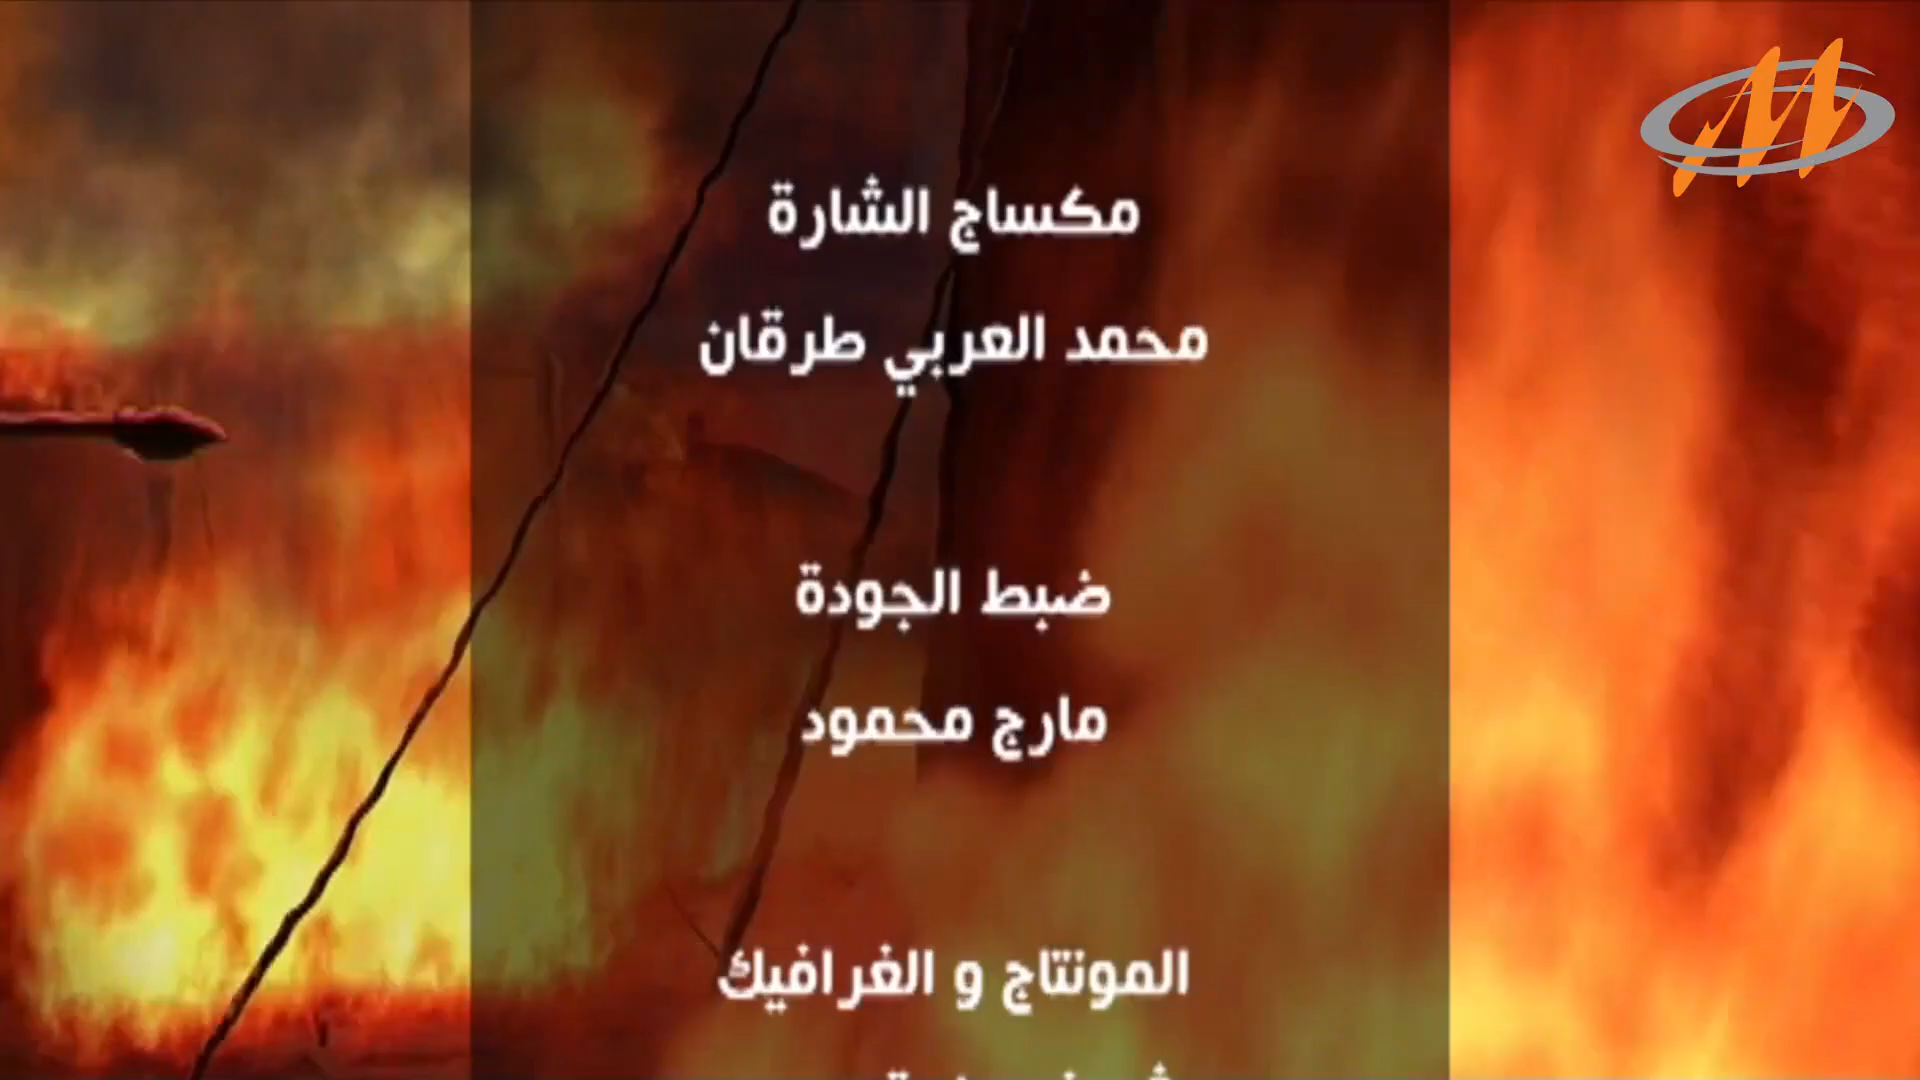 مكساج الشارة
محمد العربي طرقان
ضبط الجودة
مارج محمود
المونتاج و الغرافيك